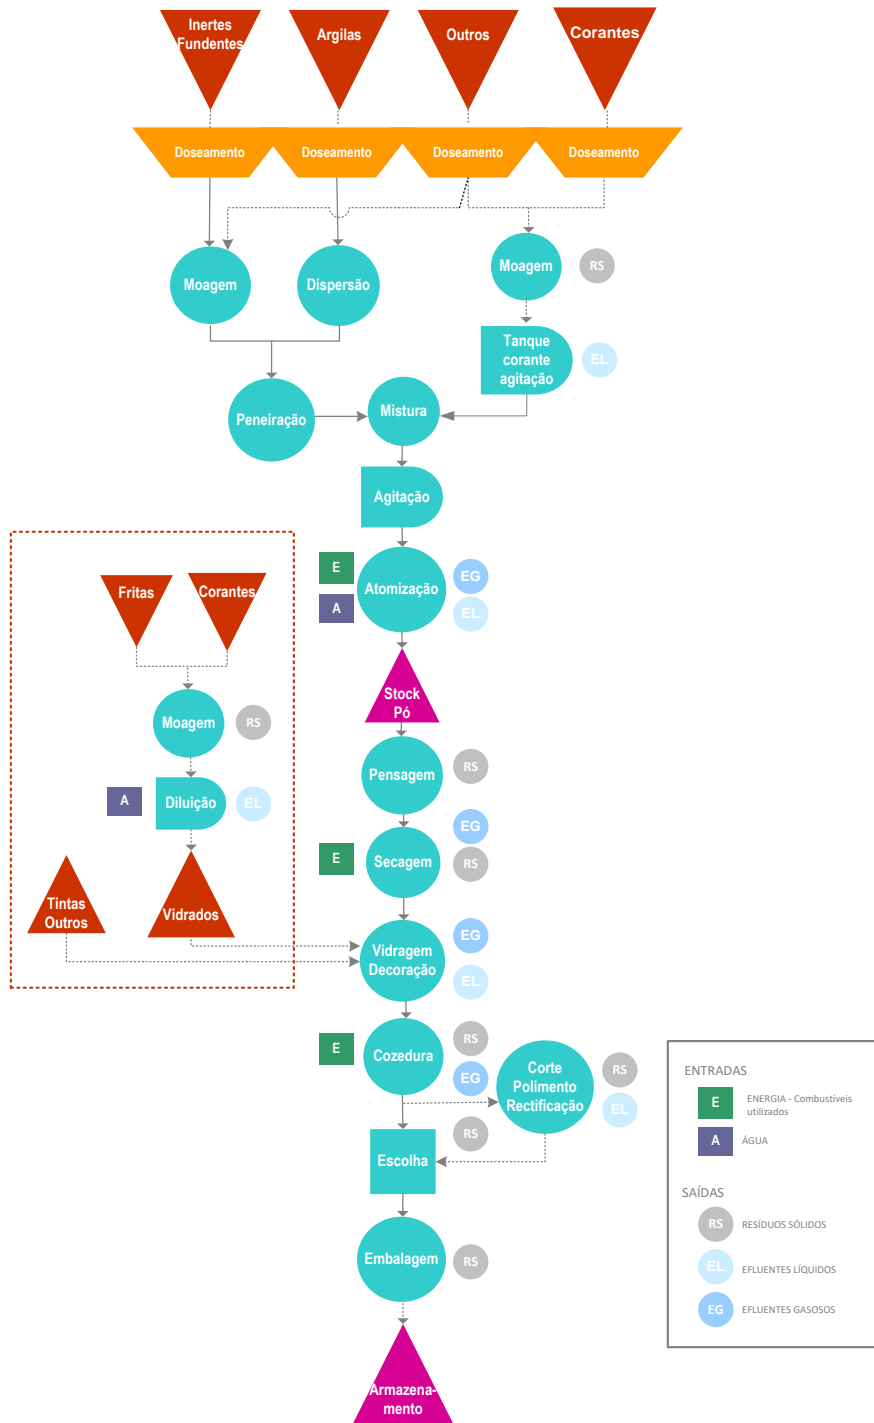 Inertes
Fundentes
Argilas
Outros
Corantes
Doseamento
Doseamento
Doseamento
Doseamento
Moagem
Dispersão
Moagem
RS
Tanque
corante
agitação
EL
Peneiração
Mistura
Agitação
E
A
Atomização
EG
EL
Fritas
Corantes
Stock
Pó
Moagem
RS
Pensagem
RS
A
Diluição
EL
E
Secagem
EG
RS
Tintas
Outros
Vidrados
Vidragem
Decoração
EG
EL
E
Cozedura
RS
EG
Corte
Polimento
Rectificação
RS
EL
Escolha
RS
Embalagem
RS
Armazena-
mento
ENTRADAS
E
ENERGIA - Combustíveis
utilizados
A
ÁGUA
SAÍDAS
RS
RESÍDUOS SÓLIDOS
EL
EFLUENTES LÍQUIDOS
EG
EFLUENTES GASOSOS